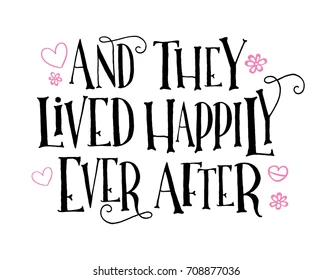 AND THEY
LiVED HAPPILY
EVER AFTER
shutterstock.com · 708877036